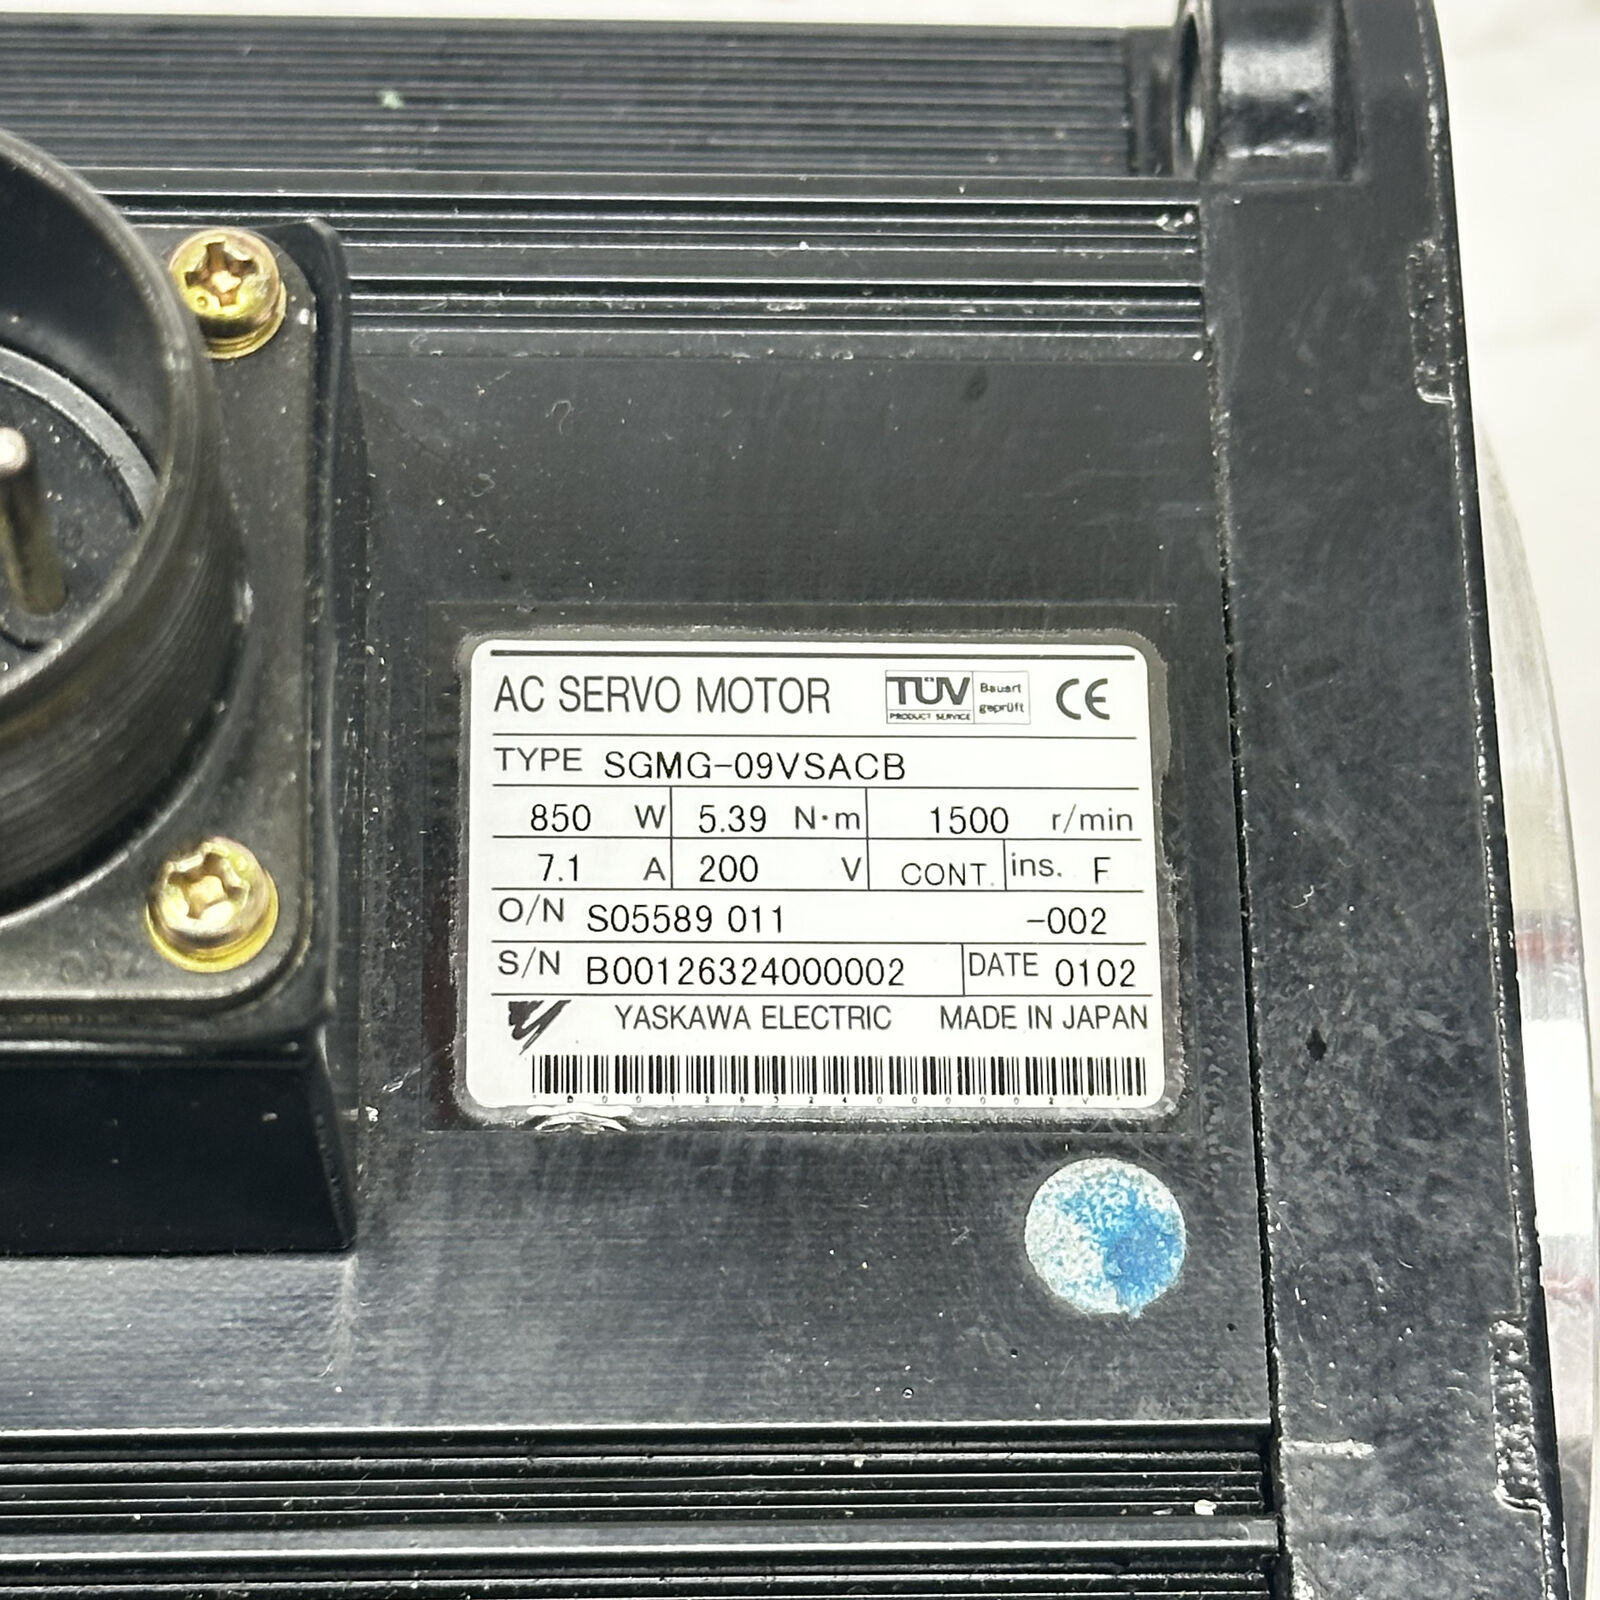 AC SERVO MOTOR TÜV PRODUCT SERVICE Bauart geprüft CE
TYPE SGMG-09VSACB
850 W 5.39 N·m 1500 r/min
7.1 A 200 V CONT. ins. F
O/N S05589 011 -002
S/N B00126324000002 DATE 0102
YASKAWA ELECTRIC MADE IN JAPAN